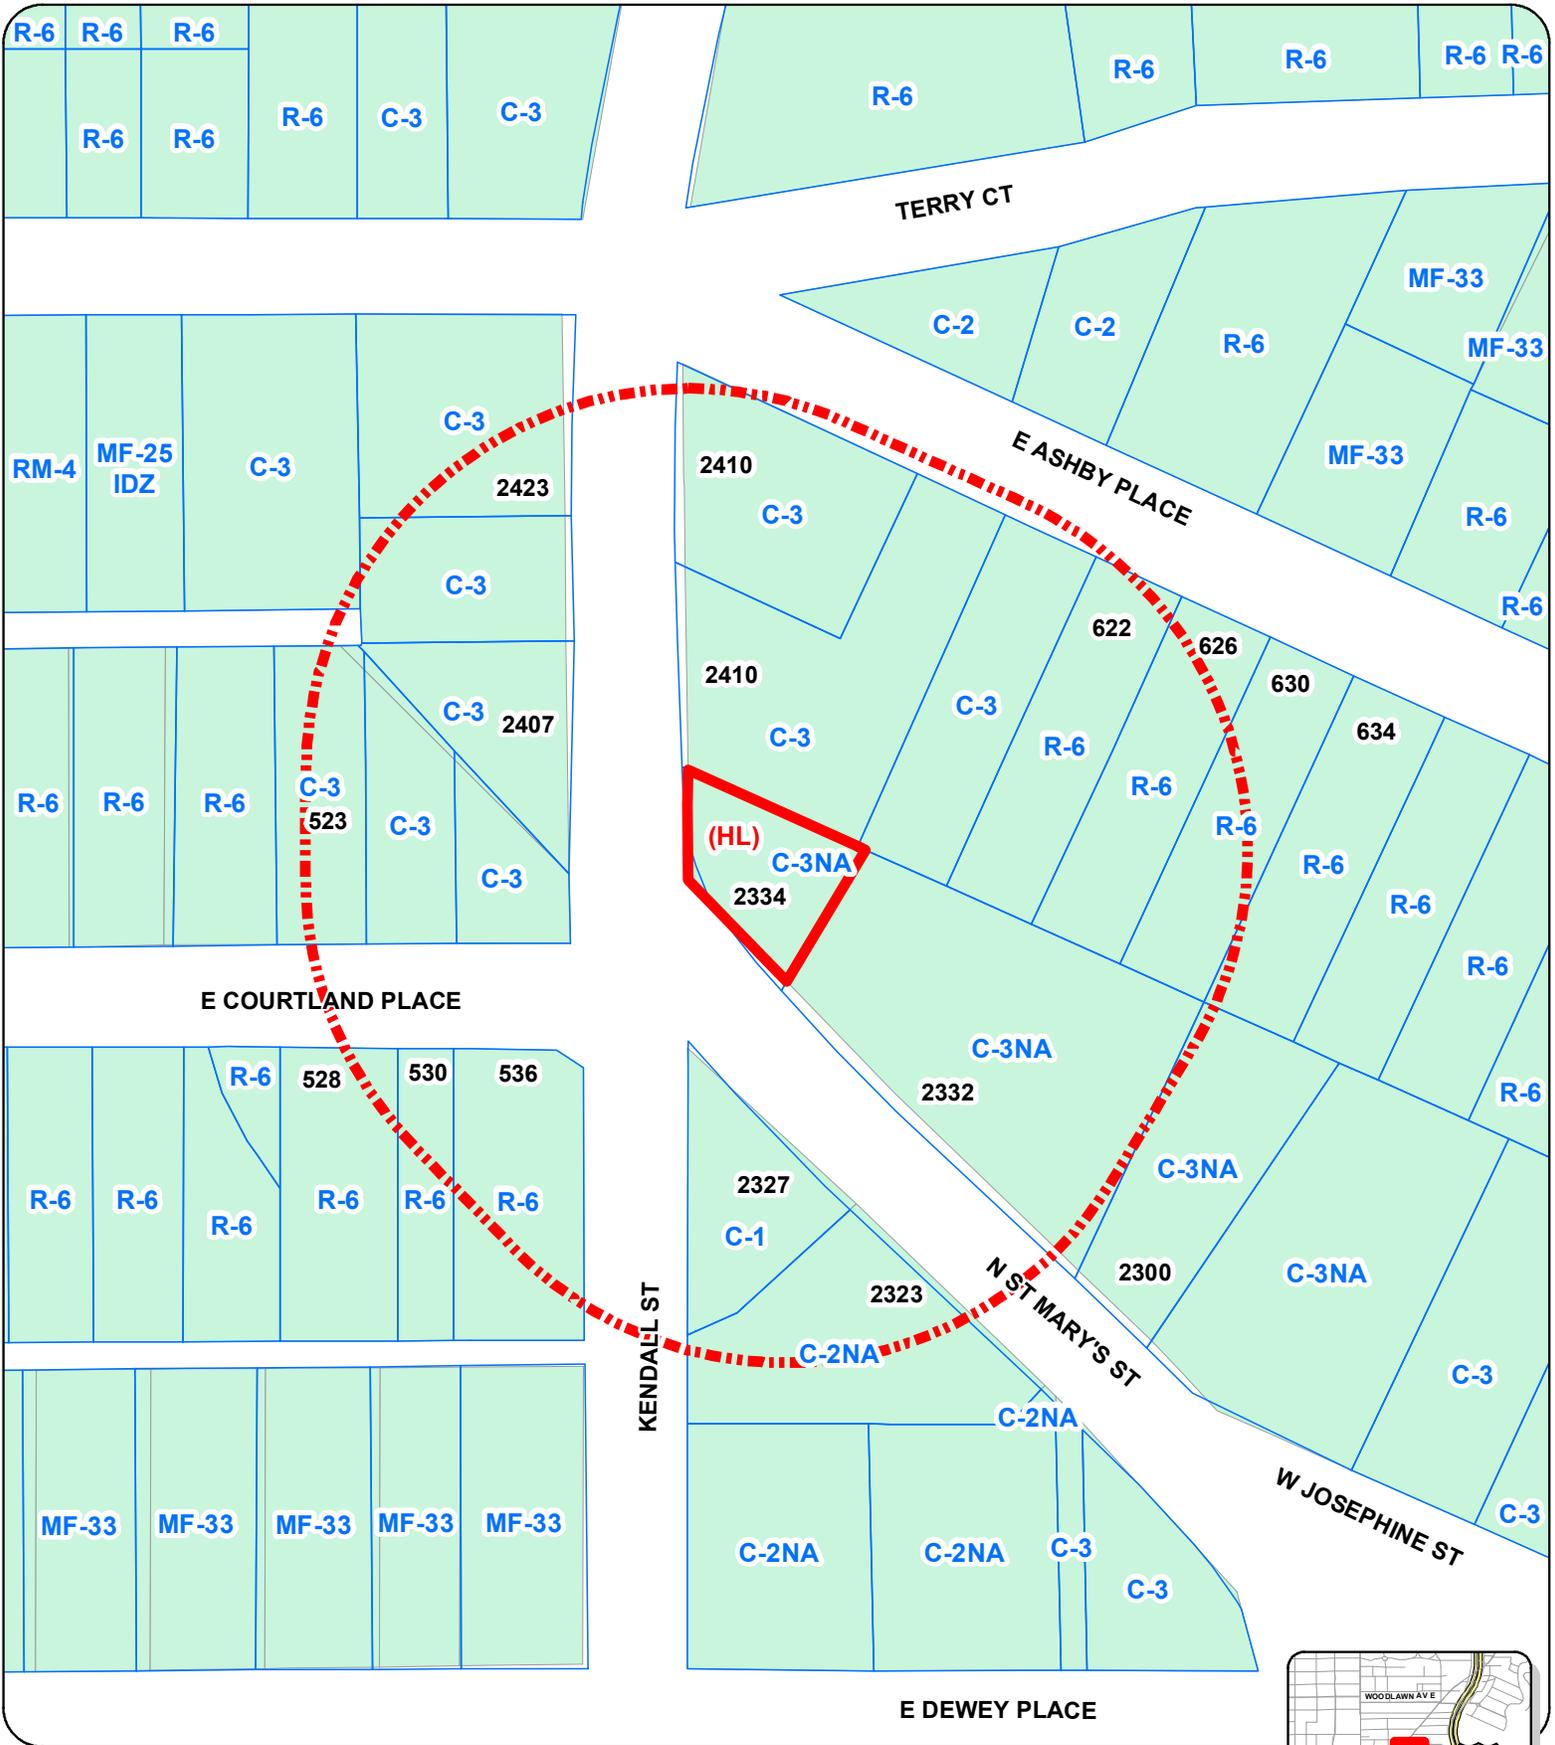 R-6 R-6 R-6
R-6 R-6 R-6 C-3 C-3
R-6 R-6 R-6 R-6 R-6
TERRY CT
C-2 C-2 R-6 MF-33
MF-33
MF-33
R-6
R-6
E ASHBY PLACE
RM-4
MF-25
IDZ
C-3
C-3
2423
C-3
C-3
2407
2410
C-3
2410
C-3
C-3
622
R-6
626
R-6
630
R-6
634
R-6
R-6
R-6
R-6
R-6 R-6 R-6
C-3
523
C-3
C-3
(HL)
C-3NA
2334
E COURTLAND PLACE
R-6
528
530
536
R-6 R-6 R-6 R-6 R-6 R-6
C-3NA
2332
C-3NA
2300
C-3NA
C-3
C-3
2327
C-1
2323
C-2NA
C-2NA
KENDALL ST
N ST MARY'S ST
W JOSEPHINE ST
MF-33 MF-33 MF-33 MF-33 MF-33
C-2NA C-2NA C-3 C-3
E DEWEY PLACE
WOODLAWN AVE